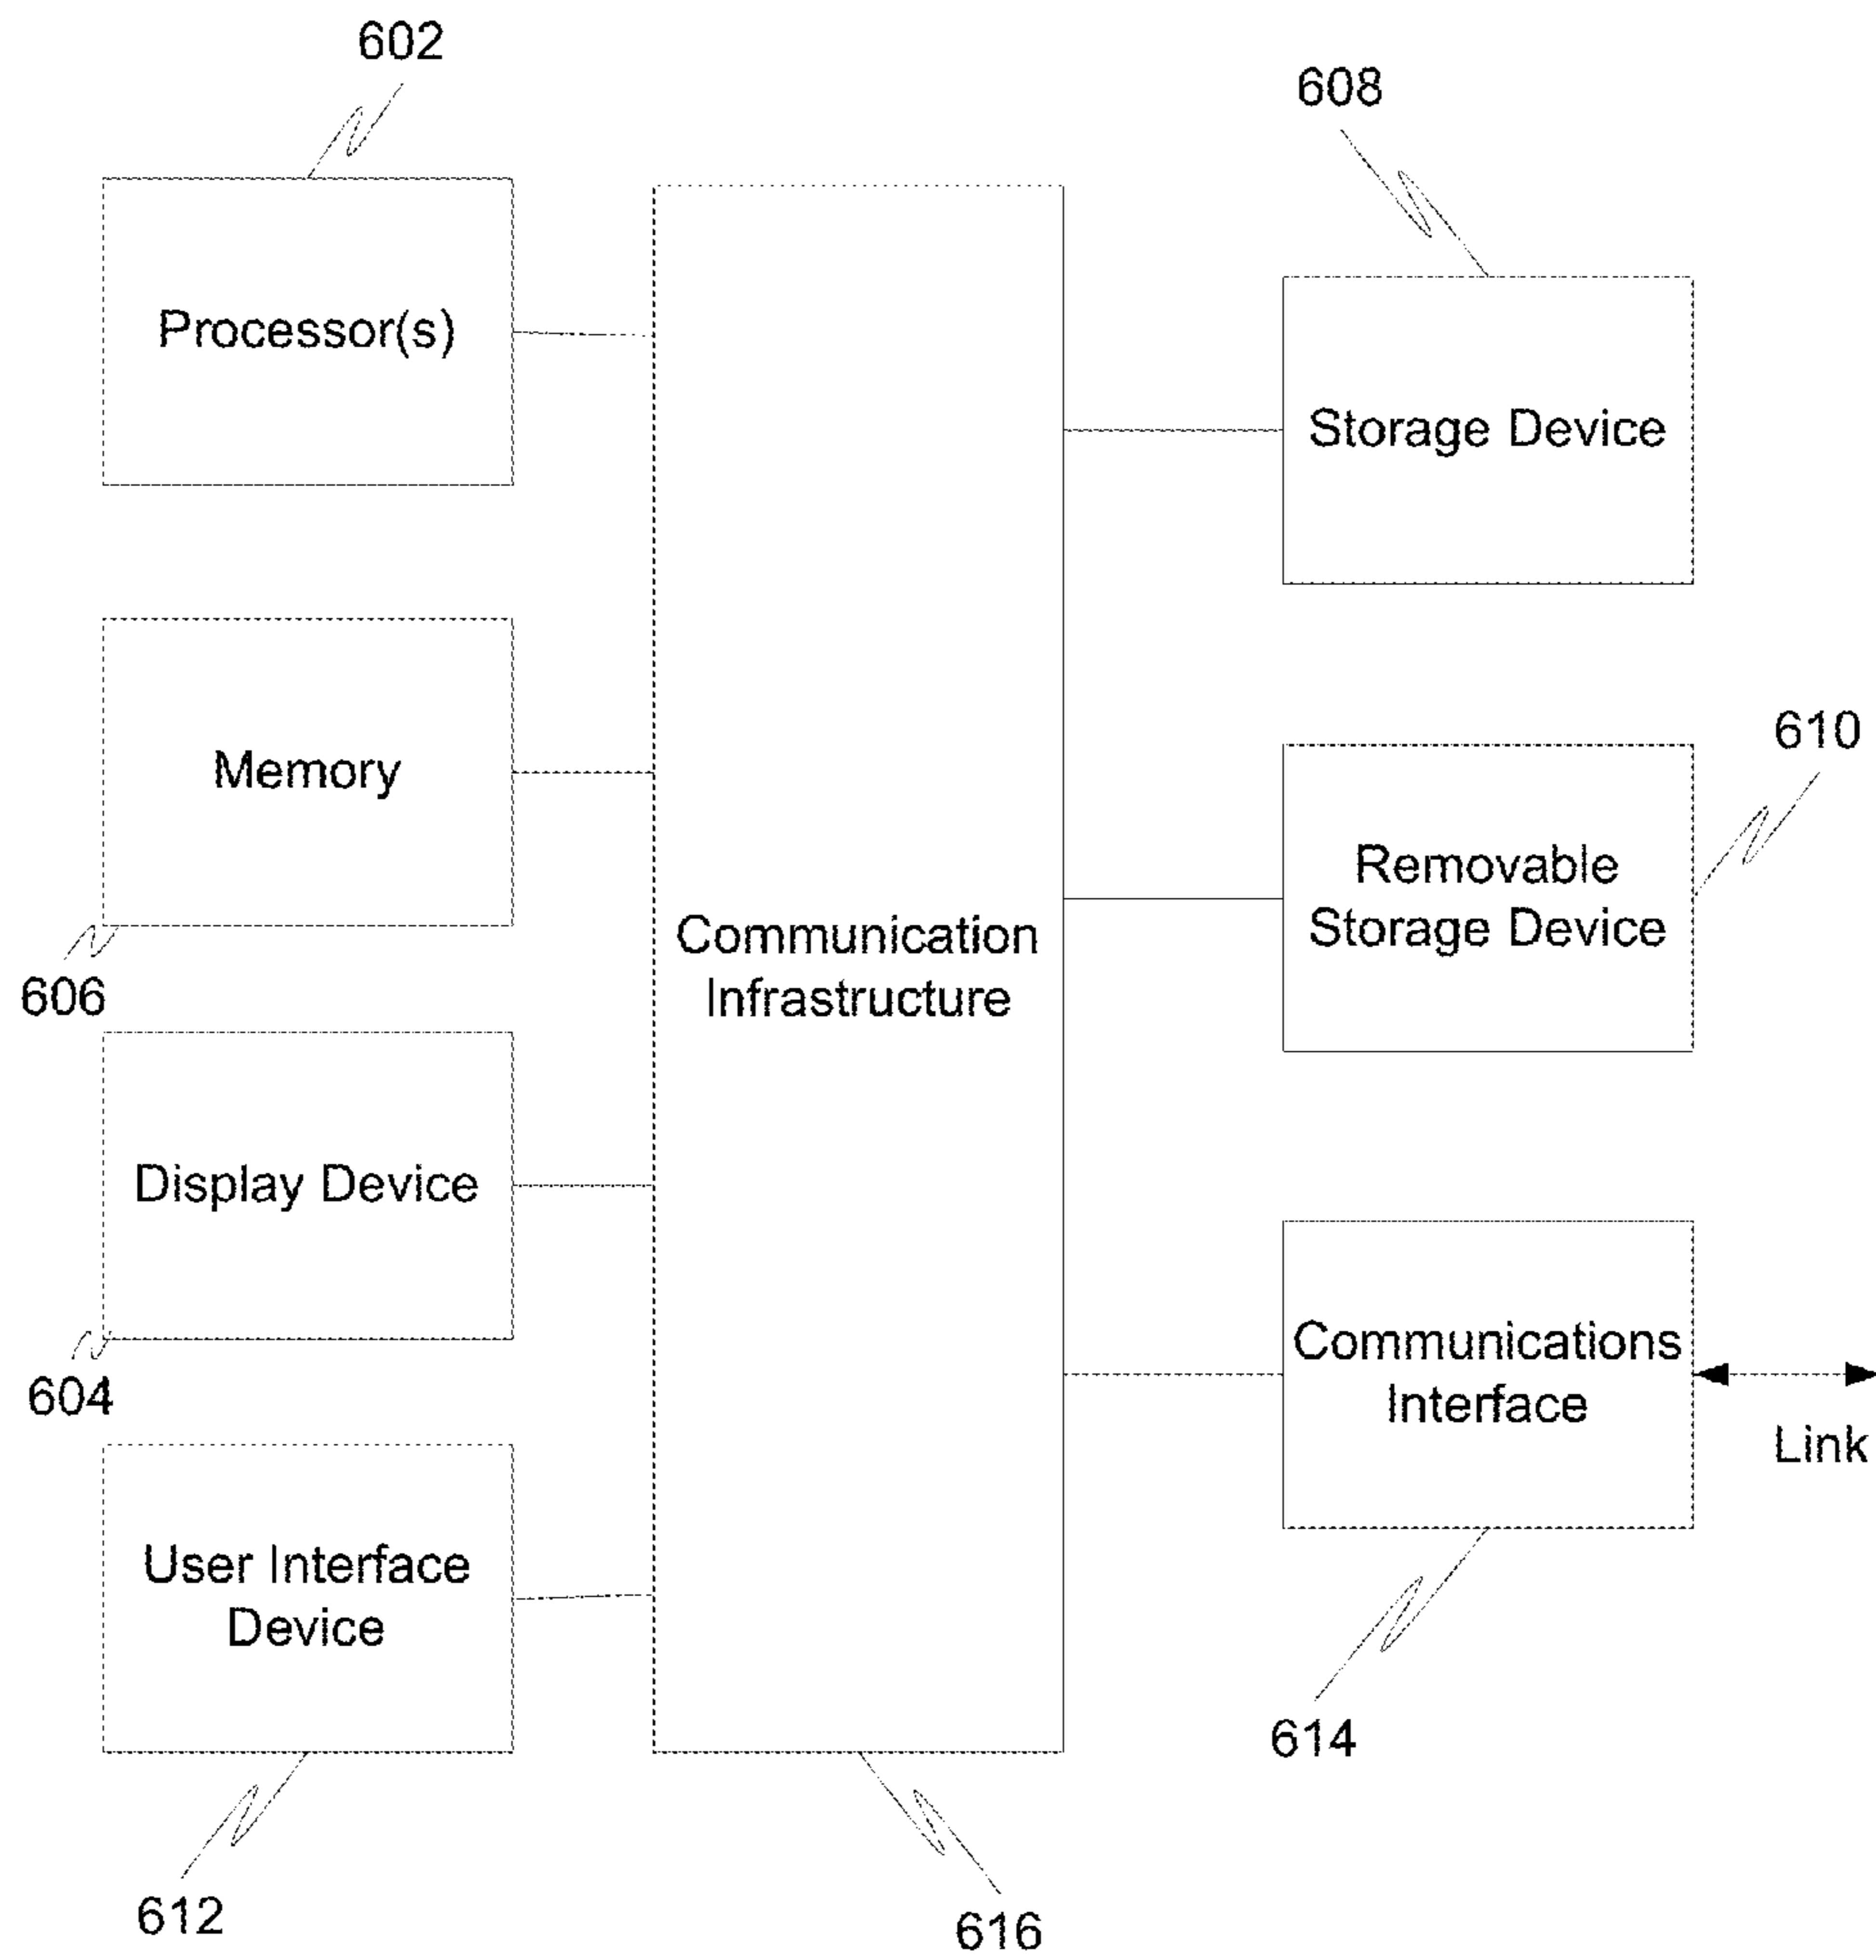 602
608
Processor(s)
Storage Device
Memory
606
610
Removable
Storage Device
Communication
Infrastructure
Display Device
604
Communications
Interface
Link
User Interface
Device
614
612
616